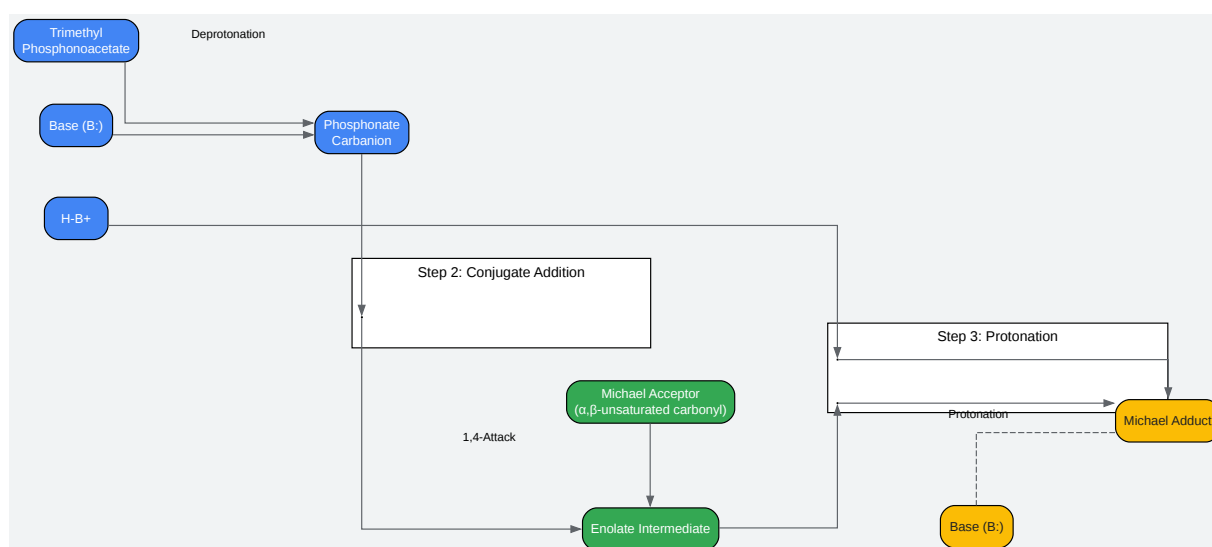 Trimethyl
Phosphonoacetate
Deprotonation
Base (B:)
Phosphonate
Carbanion
H-B+
Step 2: Conjugate Addition
Step 3: Protonation
Michael Acceptor
(α,β-unsaturated carbonyl)
Protonation
Michael Adduct
1,4-Attack
Enolate Intermediate
Base (B:)